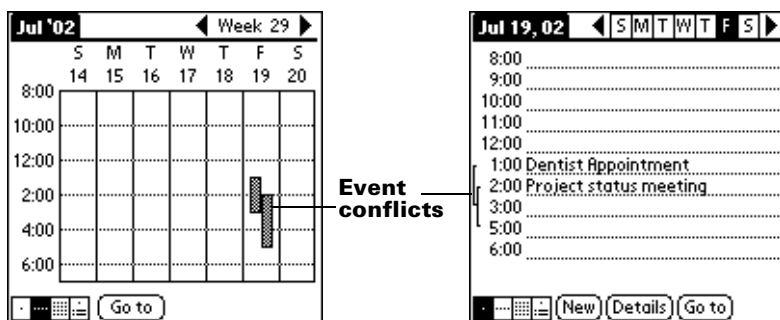 Jul '02
Week 29
S M T W T F S
14 15 16 17 18 19 20
8:00
10:00
12:00
2:00
4:00
6:00
Go to
Event
conflicts
Jul 19, 02
S M T W T F S
8:00
9:00
10:00
11:00
12:00
1:00 Dentist Appointment
2:00 Project status meeting
3:00
5:00
6:00
New Details Go to